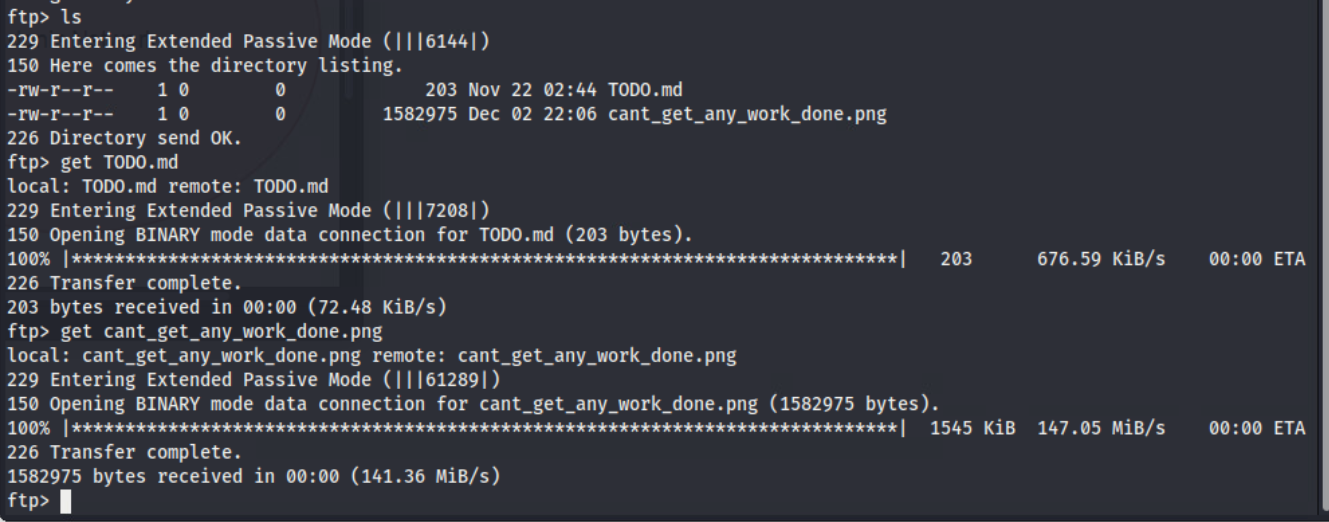 ftp> ls
229 Entering Extended Passive Mode (|||6144|)
150 Here comes the directory listing.
-rw-r--r--    1 0        0             203 Nov 22 02:44 TODO.md
-rw-r--r--    1 0        0         1582975 Dec 02 22:06 cant_get_any_work_done.png
226 Directory send OK.
ftp> get TODO.md
local: TODO.md remote: TODO.md
229 Entering Extended Passive Mode (|||7208|)
150 Opening BINARY mode data connection for TODO.md (203 bytes).
100% |*****************************************************************************|   203      676.59 KiB/s    00:00 ETA
226 Transfer complete.
203 bytes received in 00:00 (72.48 KiB/s)
ftp> get cant_get_any_work_done.png
local: cant_get_any_work_done.png remote: cant_get_any_work_done.png
229 Entering Extended Passive Mode (|||61289|)
150 Opening BINARY mode data connection for cant_get_any_work_done.png (1582975 bytes).
100% |*****************************************************************************|  1545 KiB  147.05 MiB/s    00:00 ETA
226 Transfer complete.
1582975 bytes received in 00:00 (141.36 MiB/s)
ftp>